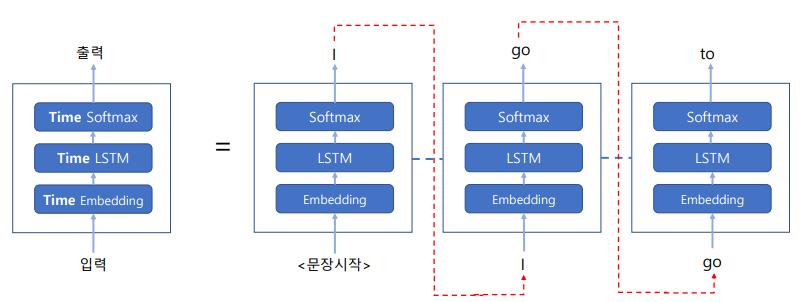 출력
Time Softmax
Time LSTM
Time Embedding
입력
=
I
Softmax
LSTM
Embedding
<문장시작>
go
Softmax
LSTM
Embedding
I
to
Softmax
LSTM
Embedding
go